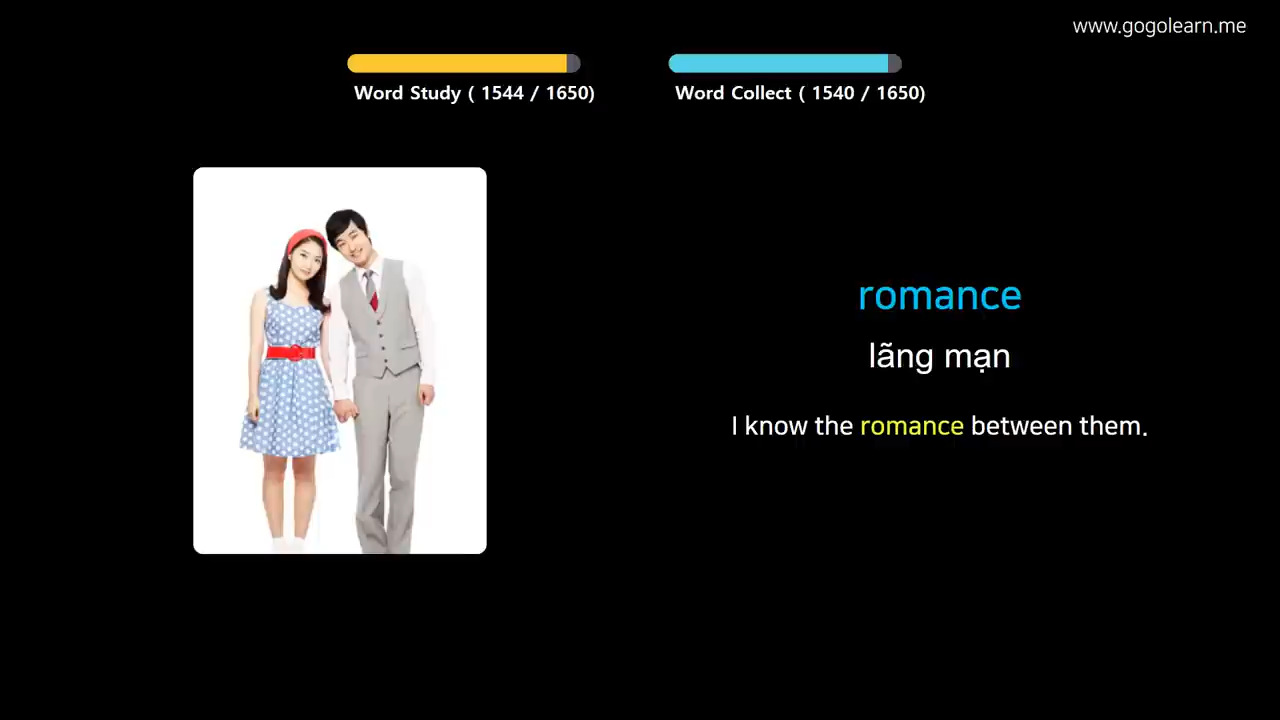 www.gogolearn.me
Word Study ( 1544 / 1650)
Word Collect ( 1540 / 1650)
romance
lãng mạn
I know the romance between them.